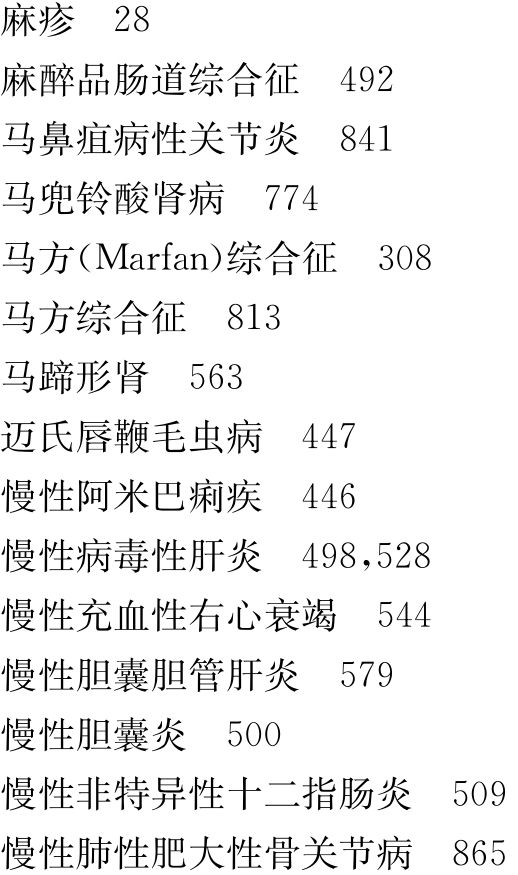 麻疹　28
麻醉品肠道综合征　492
马鼻疽病性关节炎　841
马兜铃酸肾病　774
马方(Marfan)综合征　308
马方综合征　813
马蹄形肾　563
迈氏唇鞭毛虫病　447
慢性阿米巴痢疾　446
慢性病毒性肝炎　498,528
慢性充血性右心衰竭　544
慢性胆囊胆管肝炎　579
慢性胆囊炎　500
慢性非特异性十二指肠炎　509
慢性肺性肥大性骨关节病　865